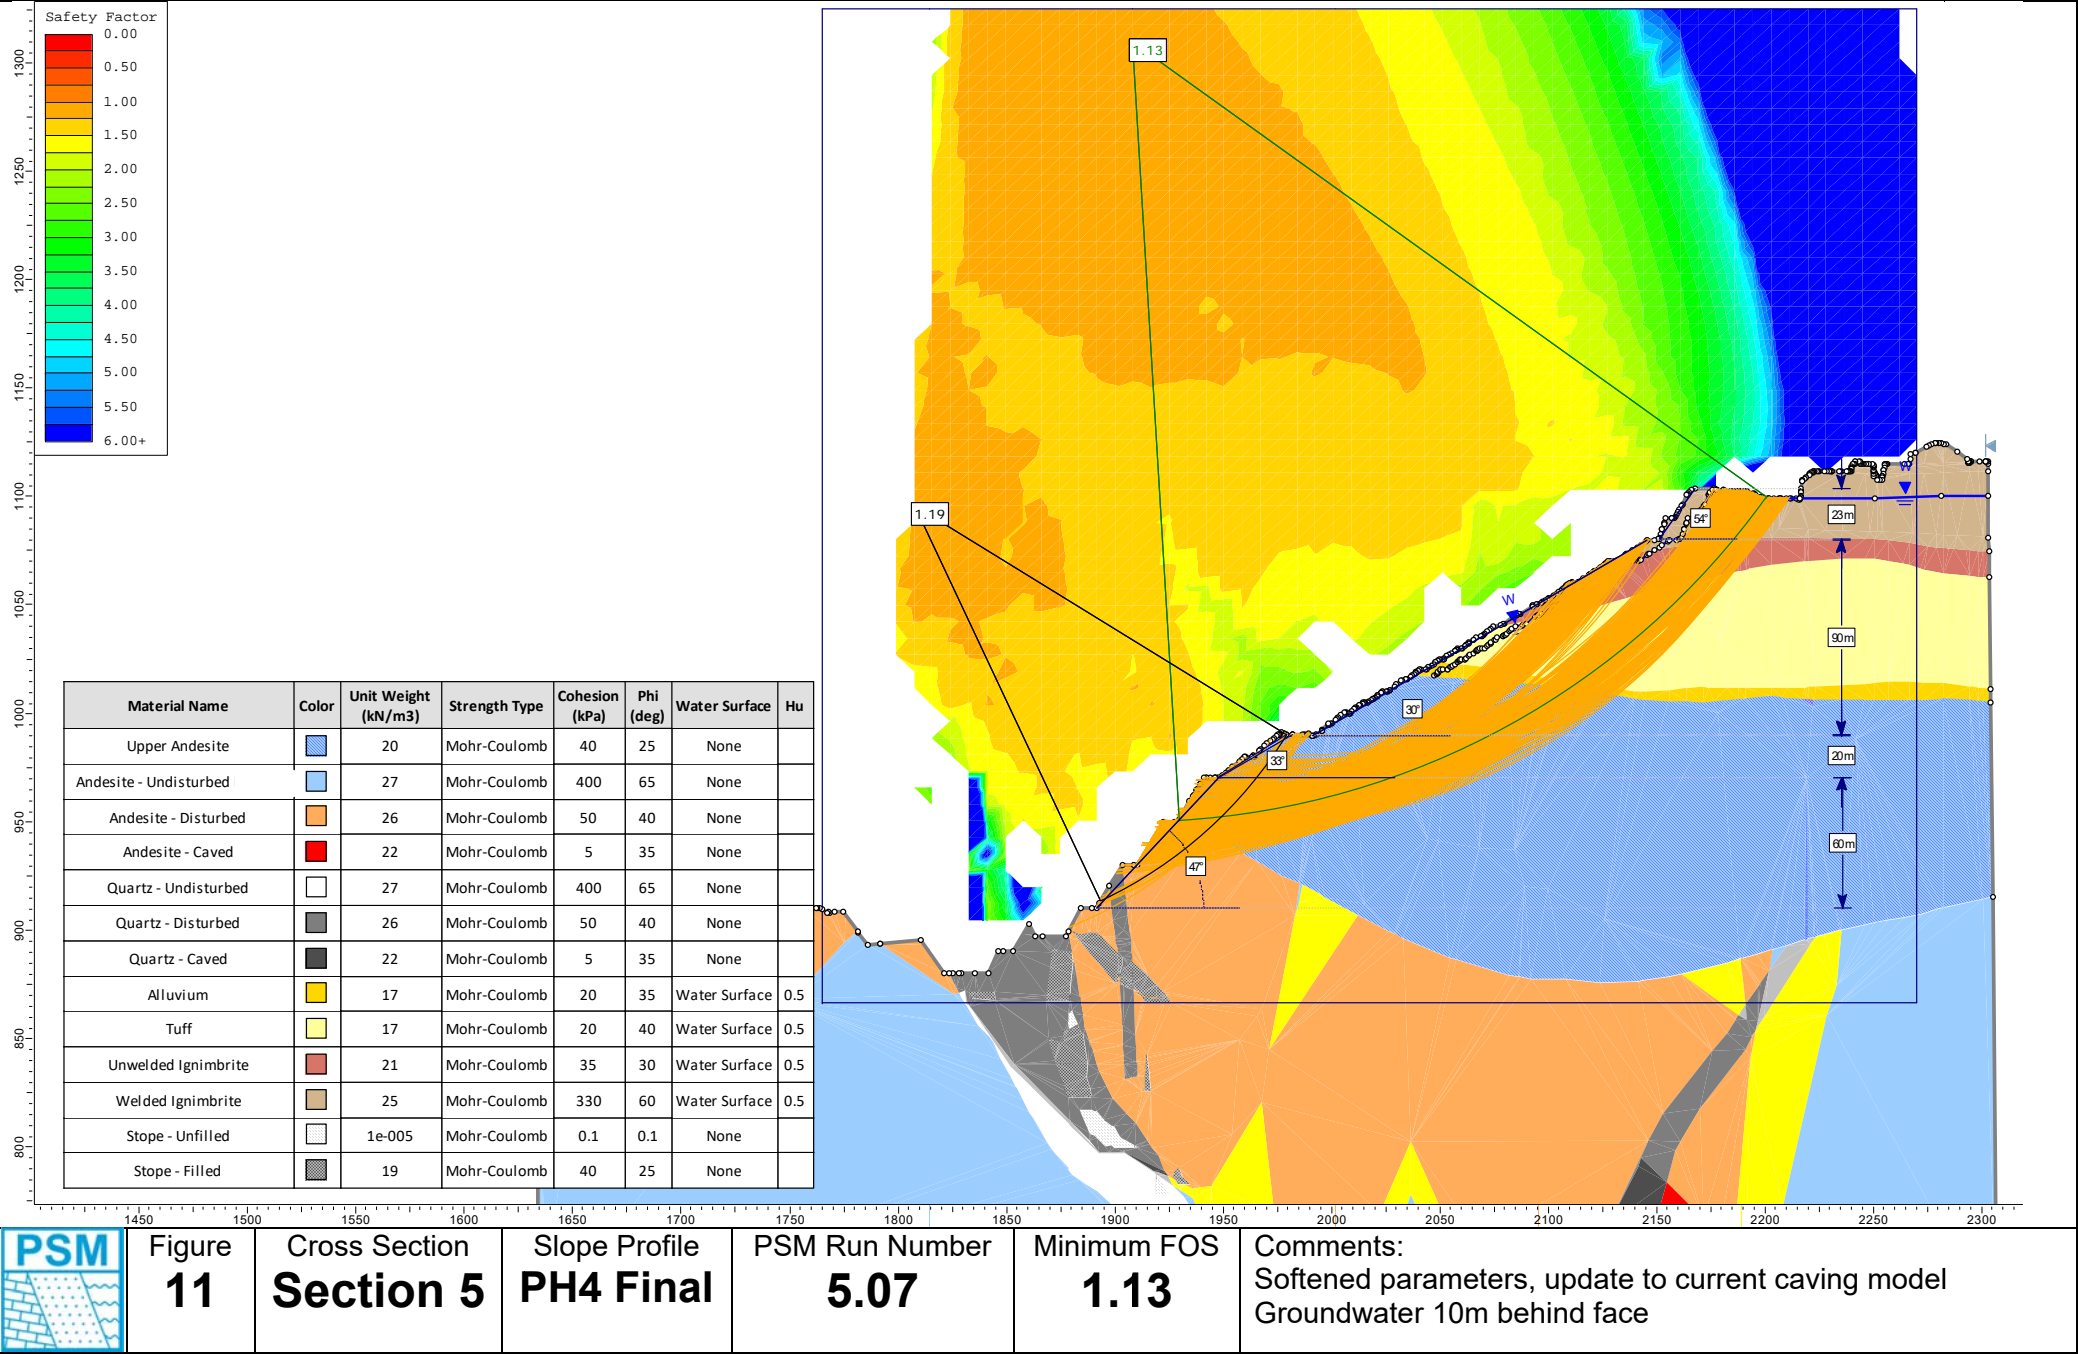 Safety Factor
0.00
0.50
1.00
1.50
2.00
2.50
3.00
3.50
4.00
4.50
5.00
5.50
6.00+
1300
1250
1200
1150
1100
1050
1000
950
900
850
800
1.13
1.19
54°
30°
33°
47°
23m
90m
20m
60m
W
W
Material Name Color Unit Weight (kN/m3) Strength Type Cohesion (kPa) Phi (deg) Water Surface Hu
Upper Andesite 20 Mohr-Coulomb 40 25 None
Andesite - Undisturbed 27 Mohr-Coulomb 400 65 None
Andesite - Disturbed 26 Mohr-Coulomb 50 40 None
Andesite - Caved 22 Mohr-Coulomb 5 35 None
Quartz - Undisturbed 27 Mohr-Coulomb 400 65 None
Quartz - Disturbed 26 Mohr-Coulomb 50 40 None
Quartz - Caved 22 Mohr-Coulomb 5 35 None
Alluvium 17 Mohr-Coulomb 20 35 Water Surface 0.5
Tuff 17 Mohr-Coulomb 20 40 Water Surface 0.5
Unwelded Ignimbrite 21 Mohr-Coulomb 35 30 Water Surface 0.5
Welded Ignimbrite 25 Mohr-Coulomb 330 60 Water Surface 0.5
Stope - Unfilled 1e-005 Mohr-Coulomb 0.1 0.1 None
Stope - Filled 19 Mohr-Coulomb 40 25 None
1450 1500 1550 1600 1650 1700 1750 1800 1850 1900 1950 2000 2050 2100 2150 2200 2250 2300
PSM
Figure
11
Cross Section
Section 5
Slope Profile
PH4 Final
PSM Run Number
5.07
Minimum FOS
1.13
Comments:
Softened parameters, update to current caving model
Groundwater 10m behind face